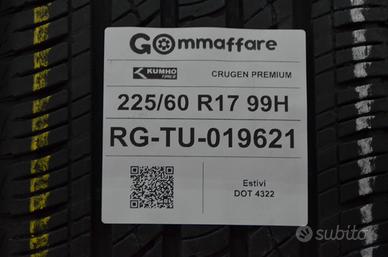 GOmmaffare
KUMHO TIRES CRUGEN PREMIUM
225/60 R17 99H
RG-TU-019621
Estivi
DOT 4322
subito